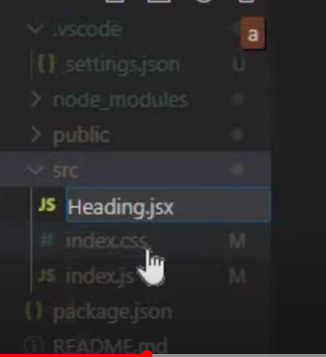 .vscode
a
{} settings.json U
node_modules
public
src
JS Heading.jsx
# index.css M
JS index.js M
{} package.json
README.md